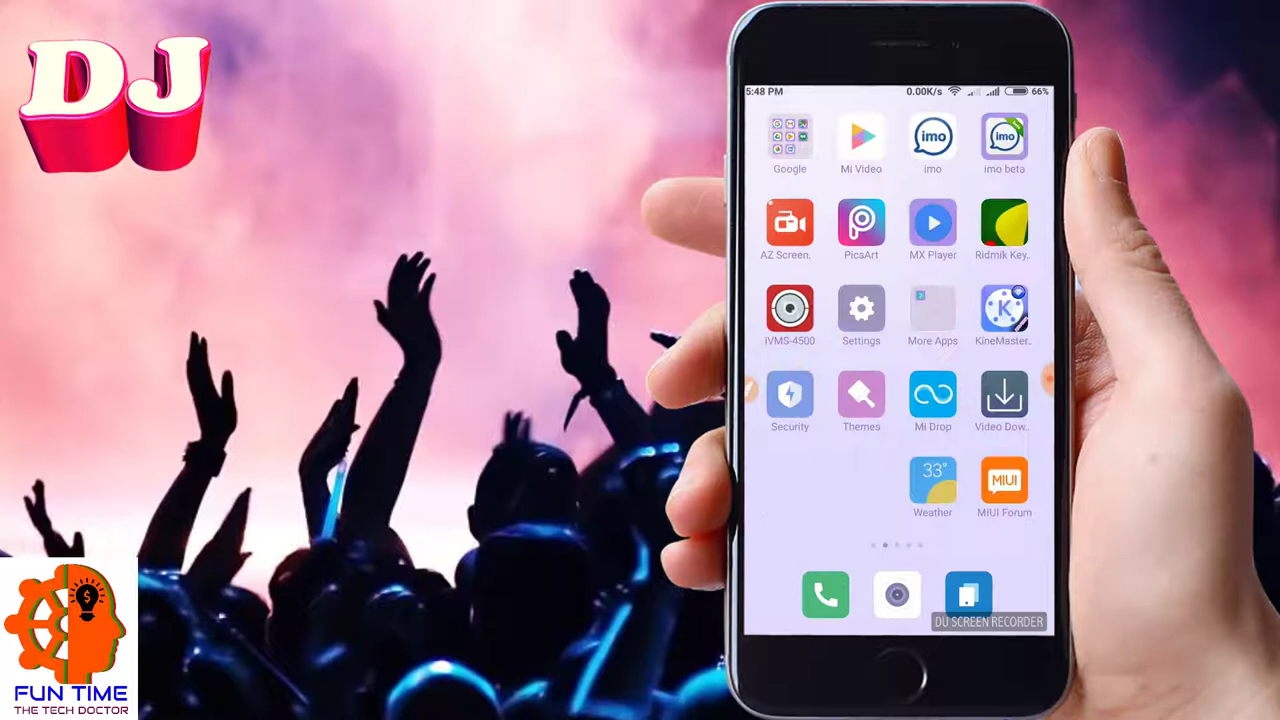 DJ
5:48 PM 0.00K/s 66%
Google Mi Video imo imo beta
AZ Screen. PicsArt MX Player Ridmik Key..
iVMS-4500 Settings More Apps KineMaster..
Security Themes Mi Drop Video Dow..
33°
MIUI
Weather MIUI Forum
DU SCREEN RECORDER
FUN TIME
THE TECH DOCTOR